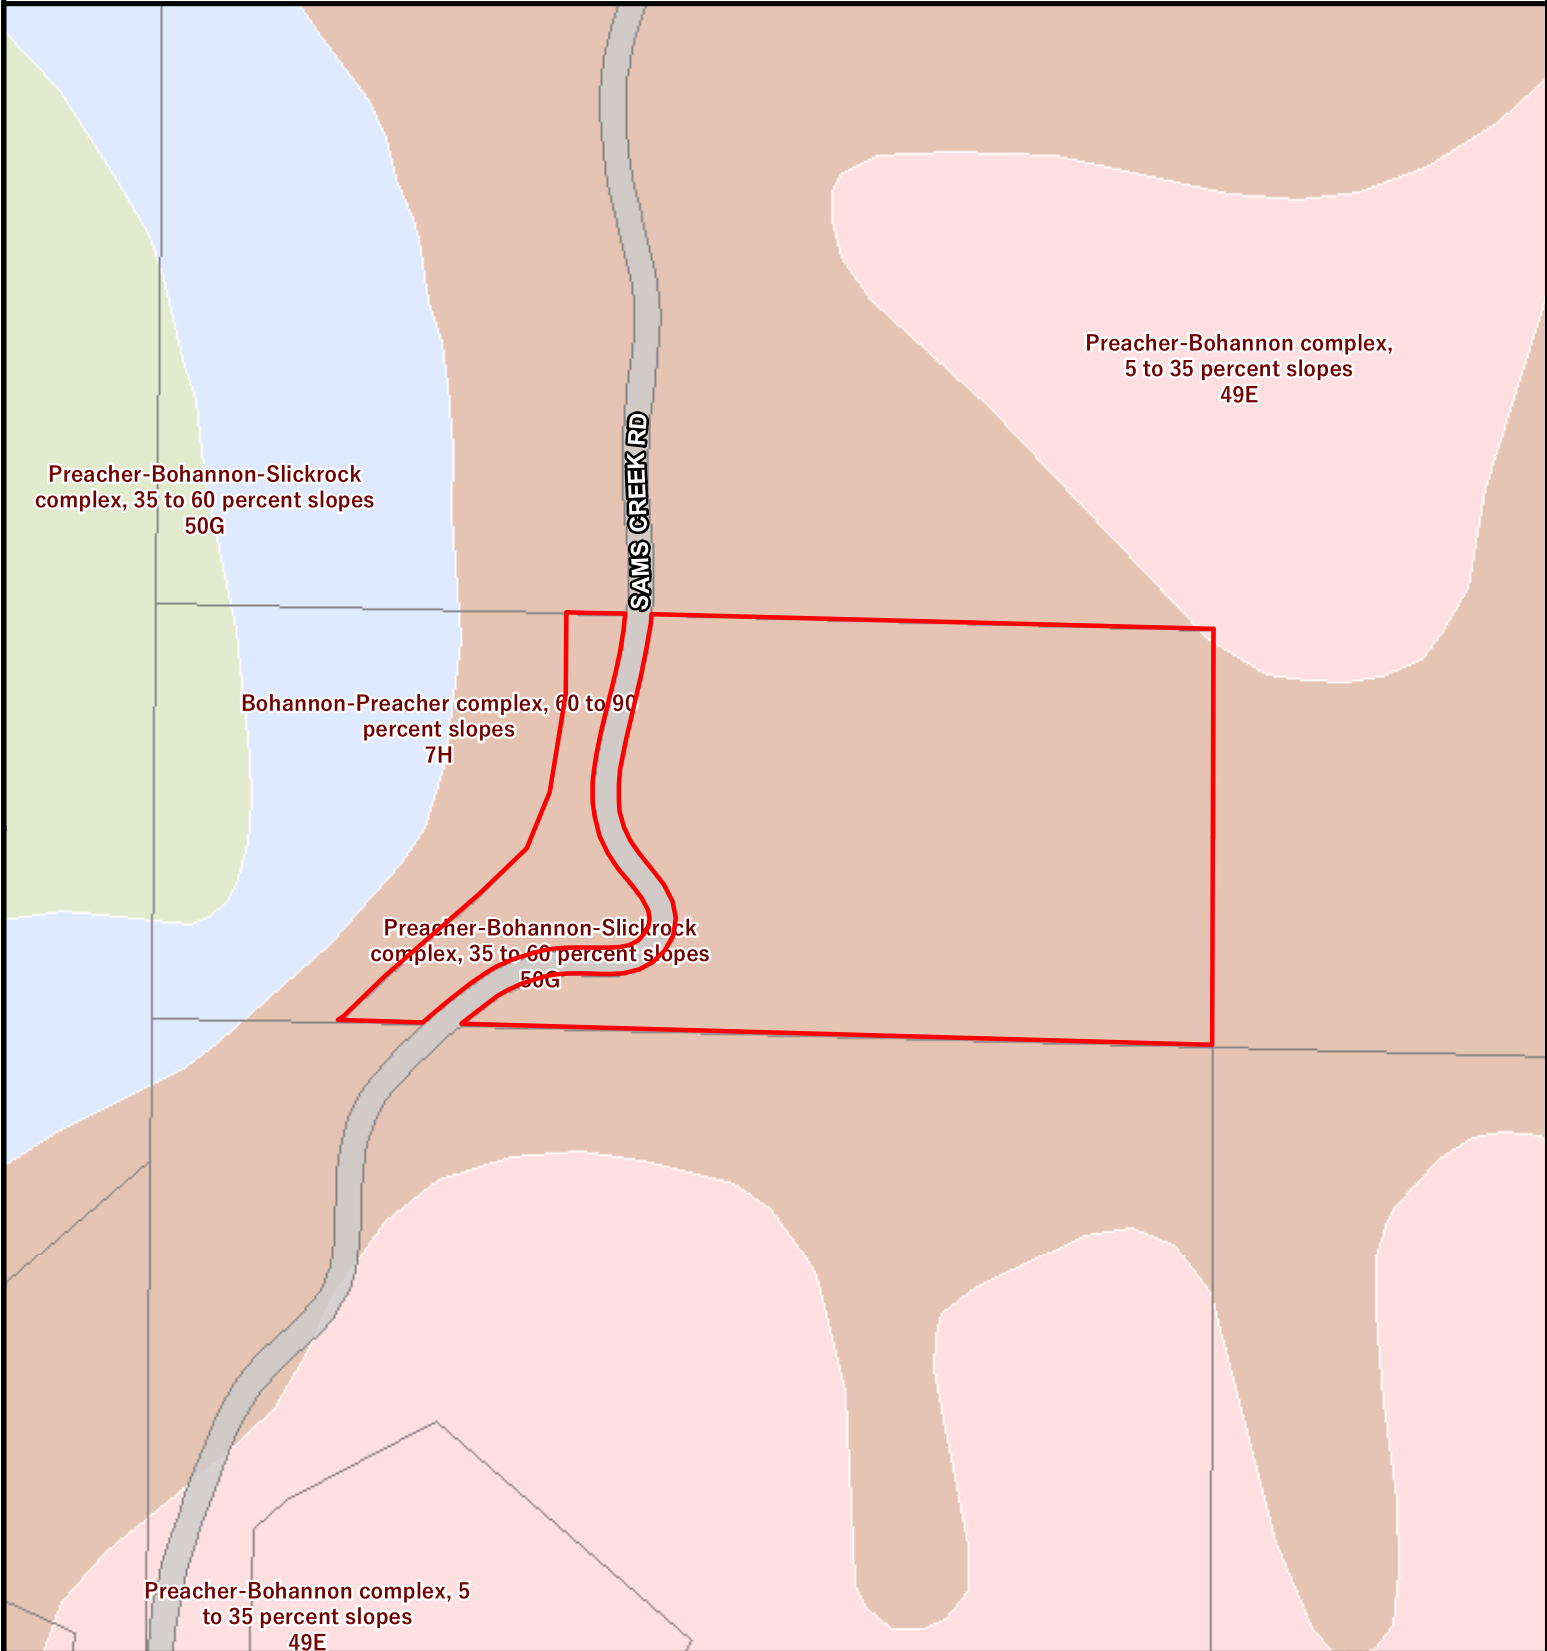 Preacher-Bohannon complex,
5 to 35 percent slopes
49E
SAMS CREEK RD
Preacher-Bohannon-Slickrock
complex, 35 to 60 percent slopes
50G
Bohannon-Preacher complex, 60 to 90
percent slopes
7H
Preacher-Bohannon-Slickrock
complex, 35 to 60 percent slopes
50G
Preacher-Bohannon complex, 5
to 35 percent slopes
49E